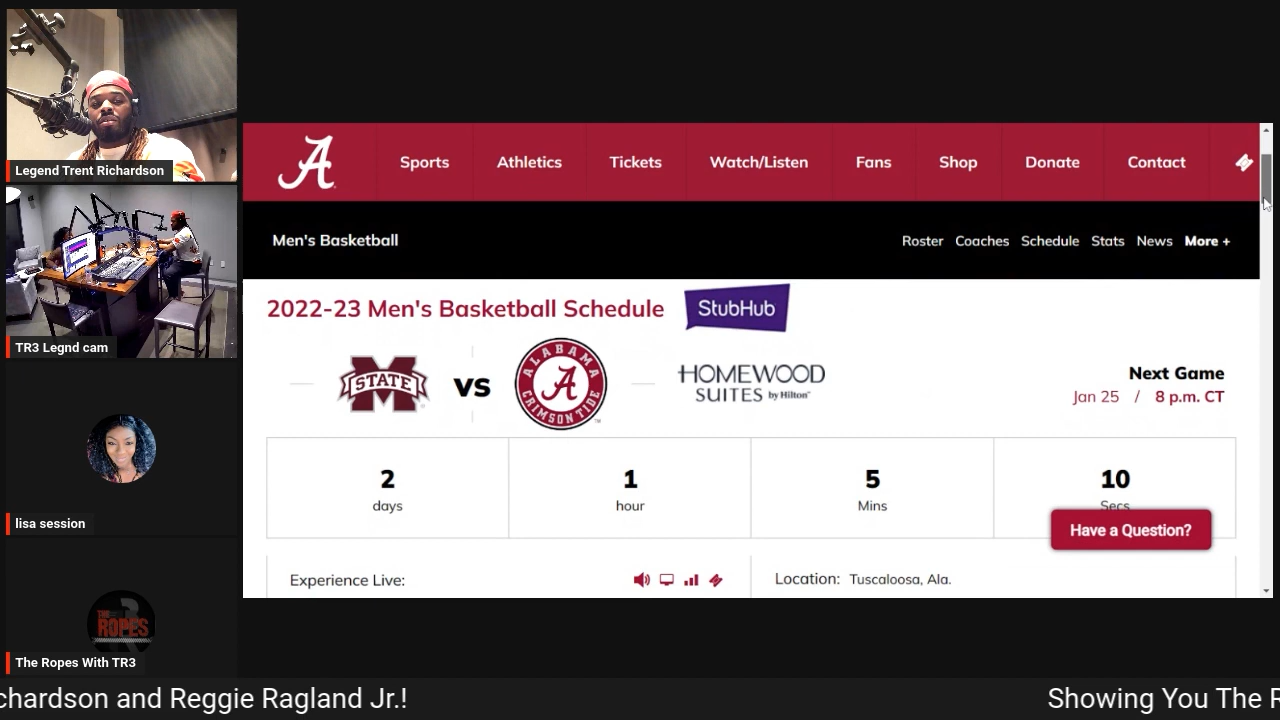 Legend Trent Richardson
TR3 Legnd cam
lisa session
THE
ROPES
The Ropes With TR3
A
Sports
Athletics
Tickets
Watch/Listen
Fans
Shop
Donate
Contact
Men's Basketball
Roster Coaches Schedule Stats News More +
2022-23 Men's Basketball Schedule
StubHub
M
STATE
VS
ALABAMA
A
CRIMSON TIDE
HOMEWOOD
SUITES by Hilton
Next Game
Jan 25 / 8 p.m. CT
2
days
1
hour
5
Mins
10
Secs
Have a Question?
Experience Live:
Location: Tuscaloosa, Ala.
chardson and Reggie Ragland Jr.!
Showing You The R